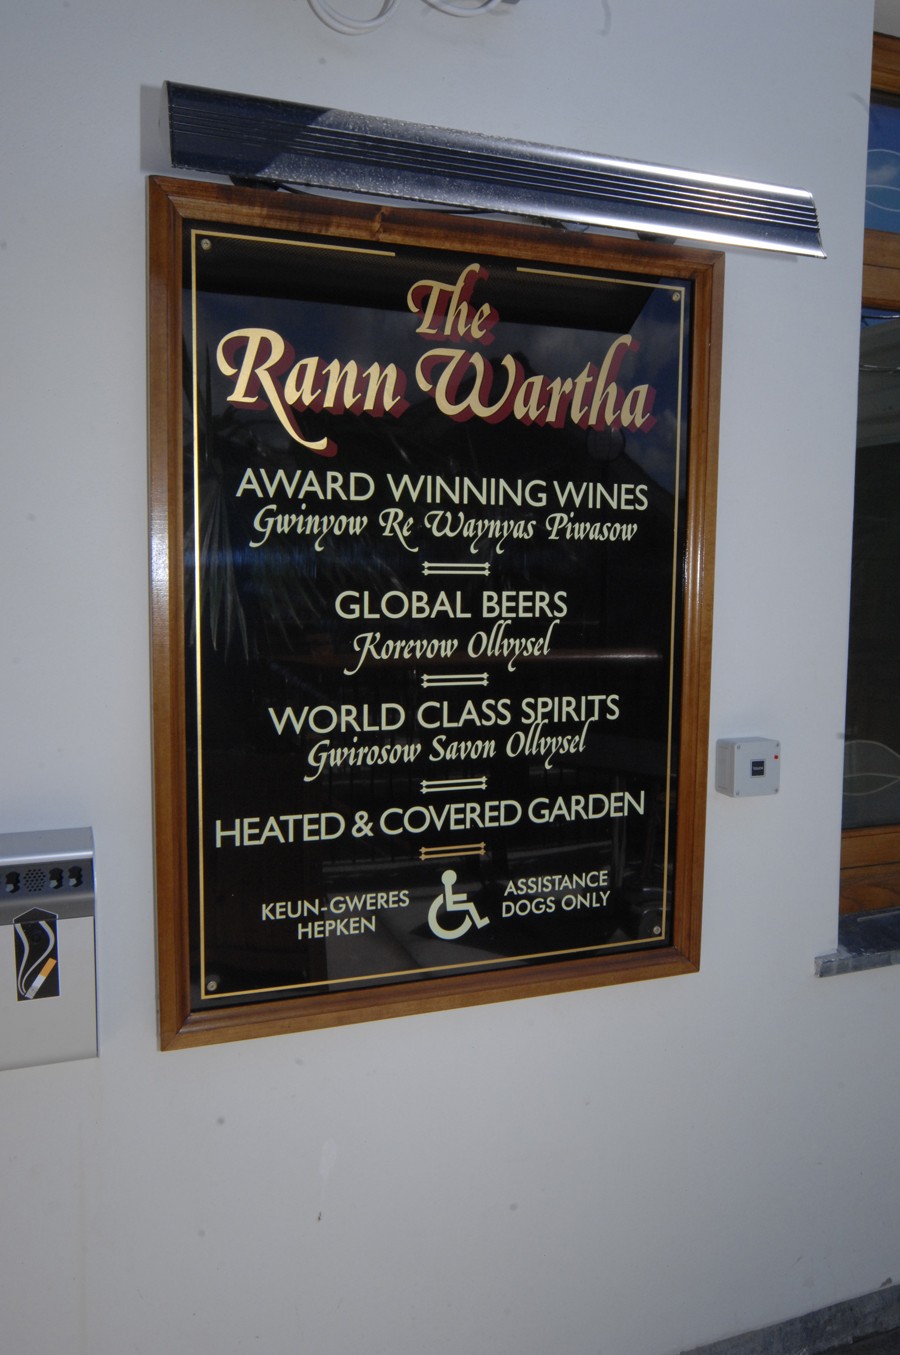 The
Rann Wartha
AWARD WINNING WINES
Gwinyow Re Waynyas Piwasow
GLOBAL BEERS
Korevow Ollvysel
WORLD CLASS SPIRITS
Gwirosow Savon Ollvysel
HEATED & COVERED GARDEN
KEUN-GWERES
HEPKEN
ASSISTANCE
DOGS ONLY